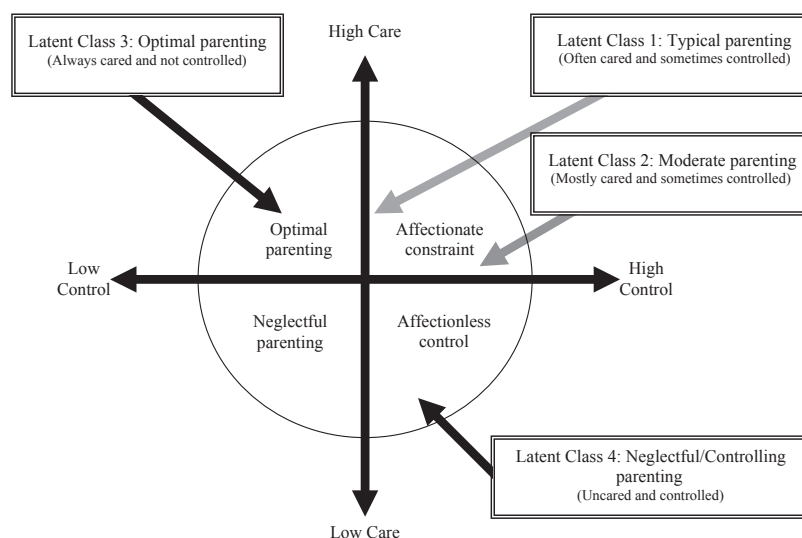 Latent Class 3: Optimal parenting
(Always cared and not controlled)
High Care
Latent Class 1: Typical parenting
(Often cared and sometimes controlled)
Latent Class 2: Moderate parenting
(Mostly cared and sometimes controlled)
Optimal
parenting
Affectionate
constraint
Low
Control
High
Control
Neglectful
parenting
Affectionless
control
Latent Class 4: Neglectful/Controlling
parenting
(Uncared and controlled)
Low Care